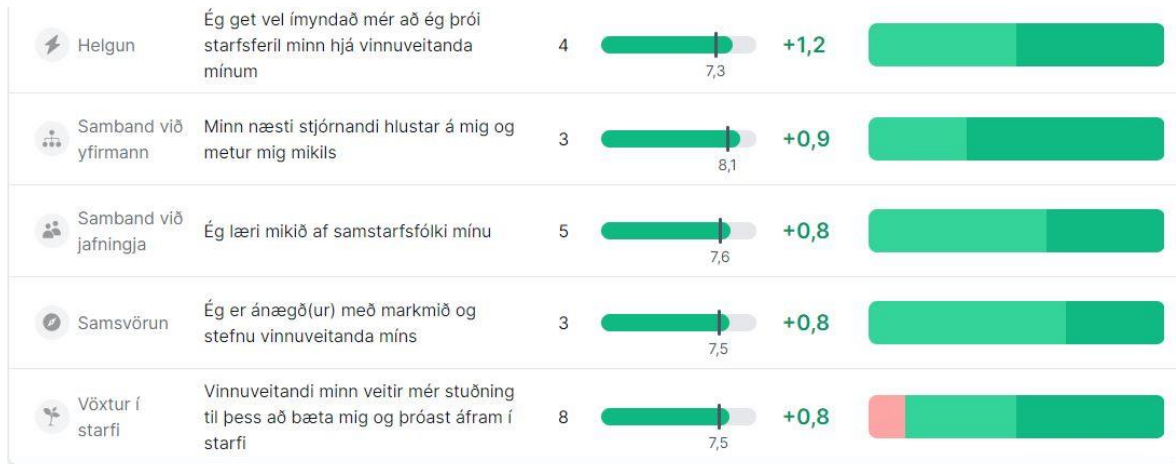 Helgun
Ég get vel ímyndað mér að ég þrói
starfsferil minn hjá vinnuveitanda
mínum
4
7,3
+1,2
Samband við
yfirmann
Minn næsti stjórnandi hlustar á mig og
metur mig mikils
3
8,1
+0,9
Samband við
jafningja
Ég læri mikið af samstarfsfólki mínu
5
7,6
+0,8
Samsvörun
Ég er ánægð(ur) með markmið og
stefnu vinnuveitanda míns
3
7,5
+0,8
Vöxtur í
starfi
Vinnuveitandi minn veitir mér stuðning
til þess að bæta mig og þróast áfram í
starfi
8
7,5
+0,8